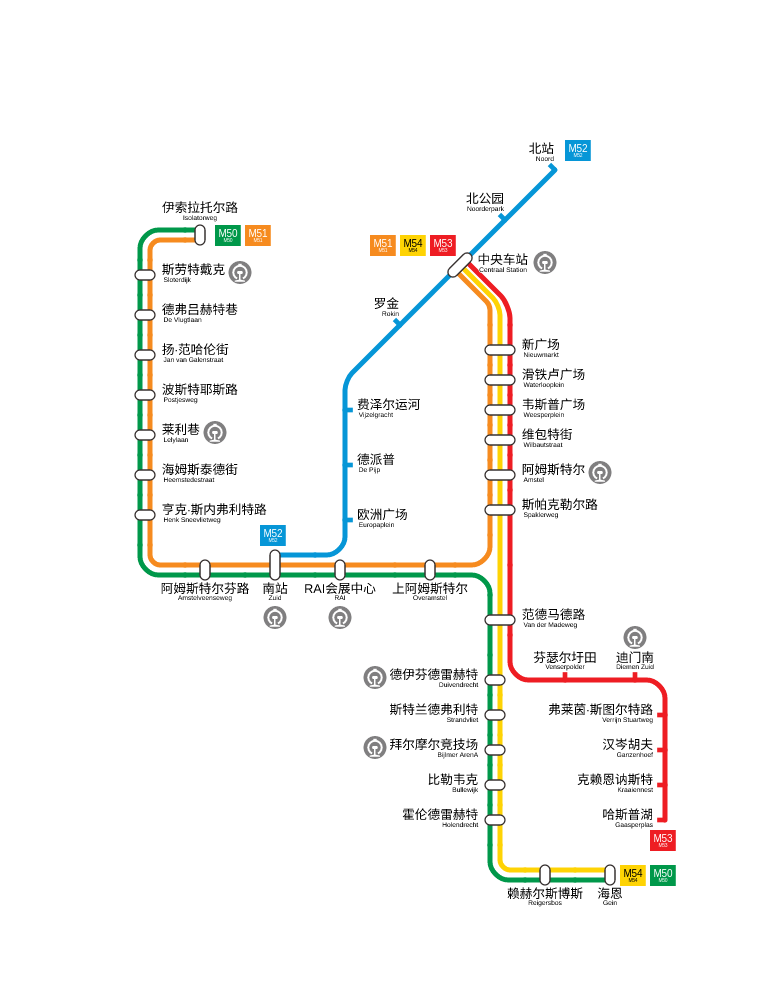 北站
Noord
M52
M52
北公园
Noorderpark
伊索拉托尔路
Isolatorweg
M50
M50
M51
M51
M51
M51
M54
M54
M53
M53
中央车站
Centraal Station
斯劳特戴克
Sloterdijk
德弗吕赫特巷
De Vlugtlaan
扬·范哈伦街
Jan van Galenstraat
波斯特耶斯路
Postjesweg
莱利巷
Lelylaan
海姆斯泰德街
Heemstedestraat
亨克·斯内弗利特路
Henk Sneevlietweg
罗金
Rokin
费泽尔运河
Vijzelgracht
德派普
De Pijp
欧洲广场
Europaplein
新广场
Nieuwmarkt
滑铁卢广场
Waterlooplein
韦斯普广场
Weesperplein
维包特街
Wibautstraat
阿姆斯特尔
Amstel
斯帕克勒尔路
Spaklerweg
M52
M52
阿姆斯特尔芬路
Amstelveenseweg
南站
Zuid
RAI会展中心
RAI
上阿姆斯特尔
Overamstel
范德马德路
Van der Madeweg
芬瑟尔圩田
Venserpolder
迪门南
Diemen Zuid
德伊芬德雷赫特
Duivendrecht
斯特兰德弗利特
Strandvliet
拜尔摩尔竞技场
Bijlmer ArenA
比勒韦克
Bullewijk
霍伦德雷赫特
Holendrecht
弗莱茵·斯图尔特路
Verrijn Stuartweg
汉岑胡夫
Ganzenhoef
克赖恩讷斯特
Kraaiennest
哈斯普湖
Gaasperplas
M53
M53
M54
M54
M50
M50
赖赫尔斯博斯
Reigersbos
海恩
Gein